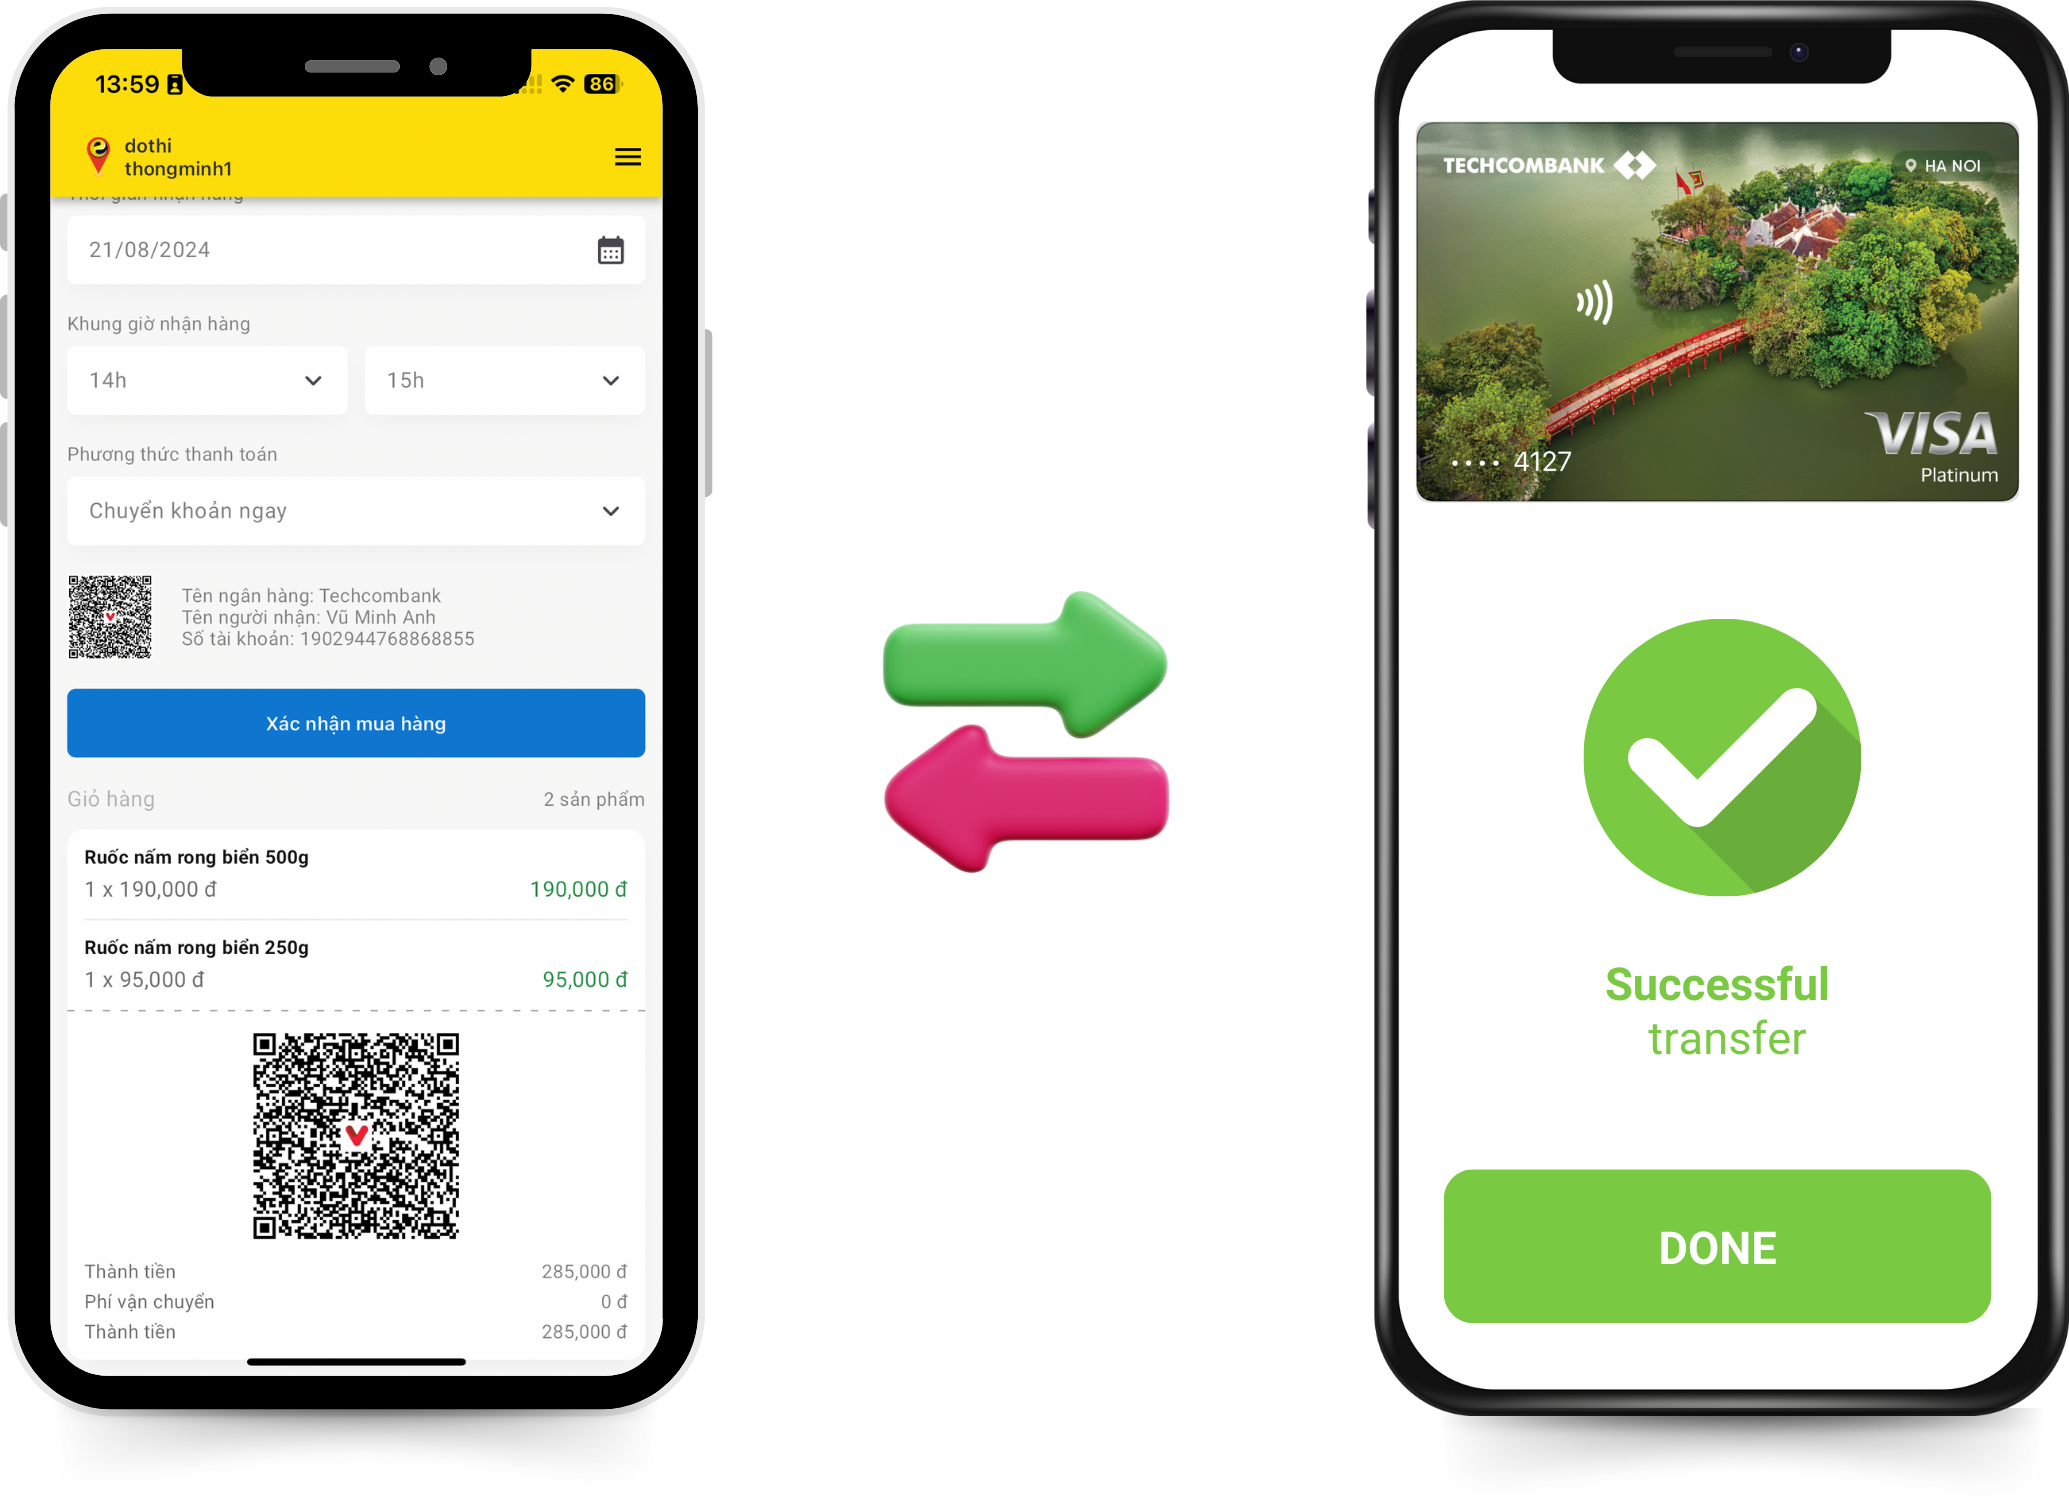 13:59
86
dothi
thongminh1
Thời gian nhận hàng
21/08/2024
Khung giờ nhận hàng
14h
15h
Phương thức thanh toán
Chuyển khoản ngay
Tên ngân hàng: Techcombank
Tên người nhận: Vũ Minh Anh
Số tài khoản: 1902944768868855
Xác nhận mua hàng
Giỏ hàng
2 sản phẩm
Ruốc nấm rong biển 500g
1 x 190,000 đ
190,000 đ
Ruốc nấm rong biển 250g
1 x 95,000 đ
95,000 đ
Thành tiền
285,000 đ
Phí vận chuyển
0 đ
Thành tiền
285,000 đ
TECHCOMBANK
HA NOI
•••• 4127
VISA
Platinum
Successful
transfer
DONE